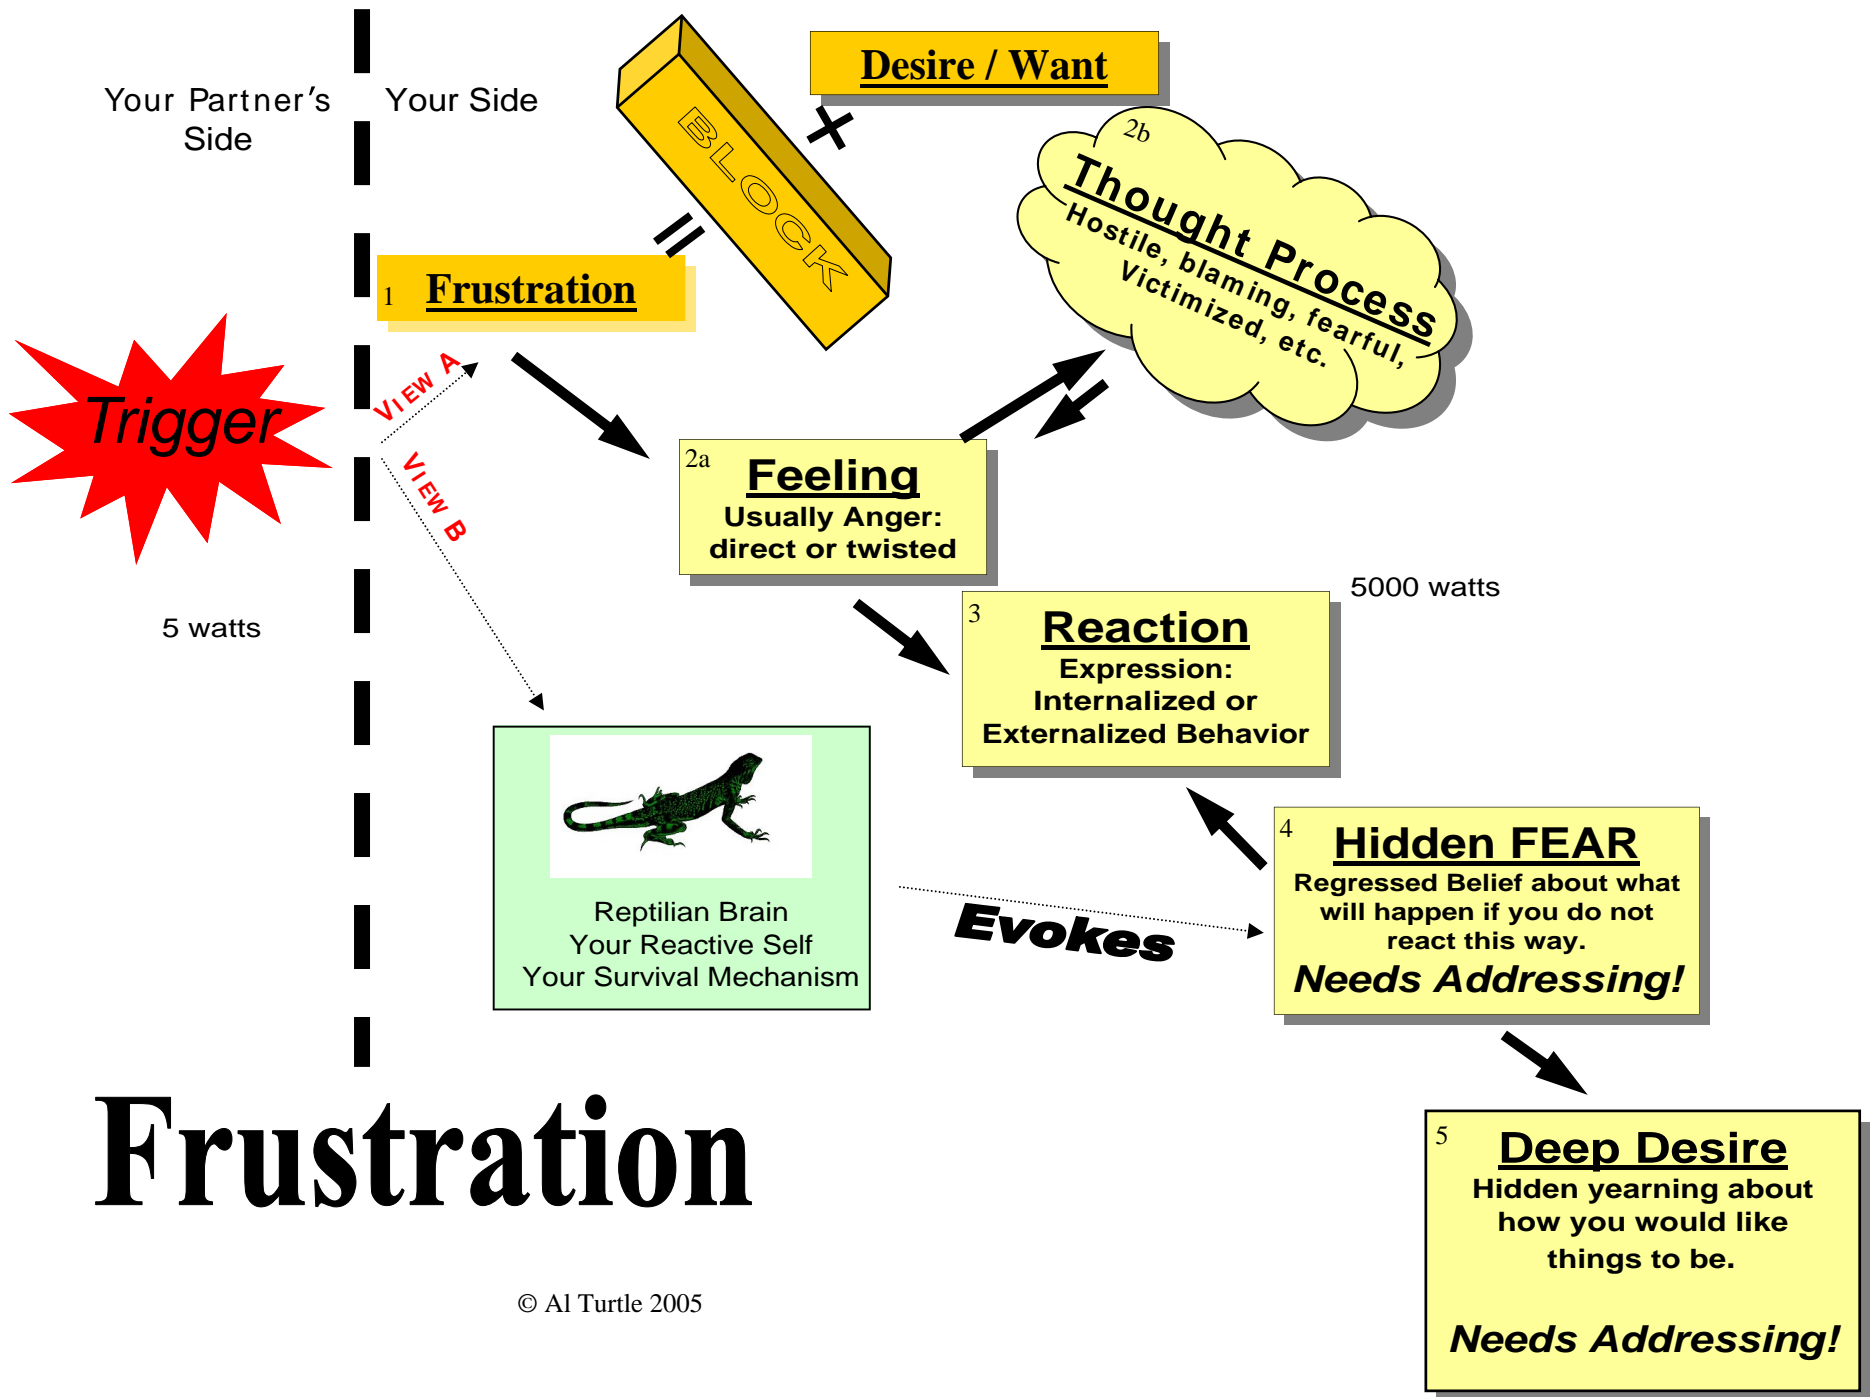 Your Partner's
Side
Your Side
BLOCK
Desire / Want
×
=
1
Frustration
2b
Thought Process
Hostile, blaming, fearful,
Victimized, etc.
Trigger
VIEW A
VIEW B
2a
Feeling
Usually Anger:
direct or twisted
5 watts
5000 watts
3
Reaction
Expression:
Internalized or
Externalized Behavior
Reptilian Brain
Your Reactive Self
Your Survival Mechanism
Evokes
4
Hidden FEAR
Regressed Belief about what
will happen if you do not
react this way.
Needs Addressing!
5
Deep Desire
Hidden yearning about
how you would like
things to be.
Needs Addressing!
Frustration
© Al Turtle 2005